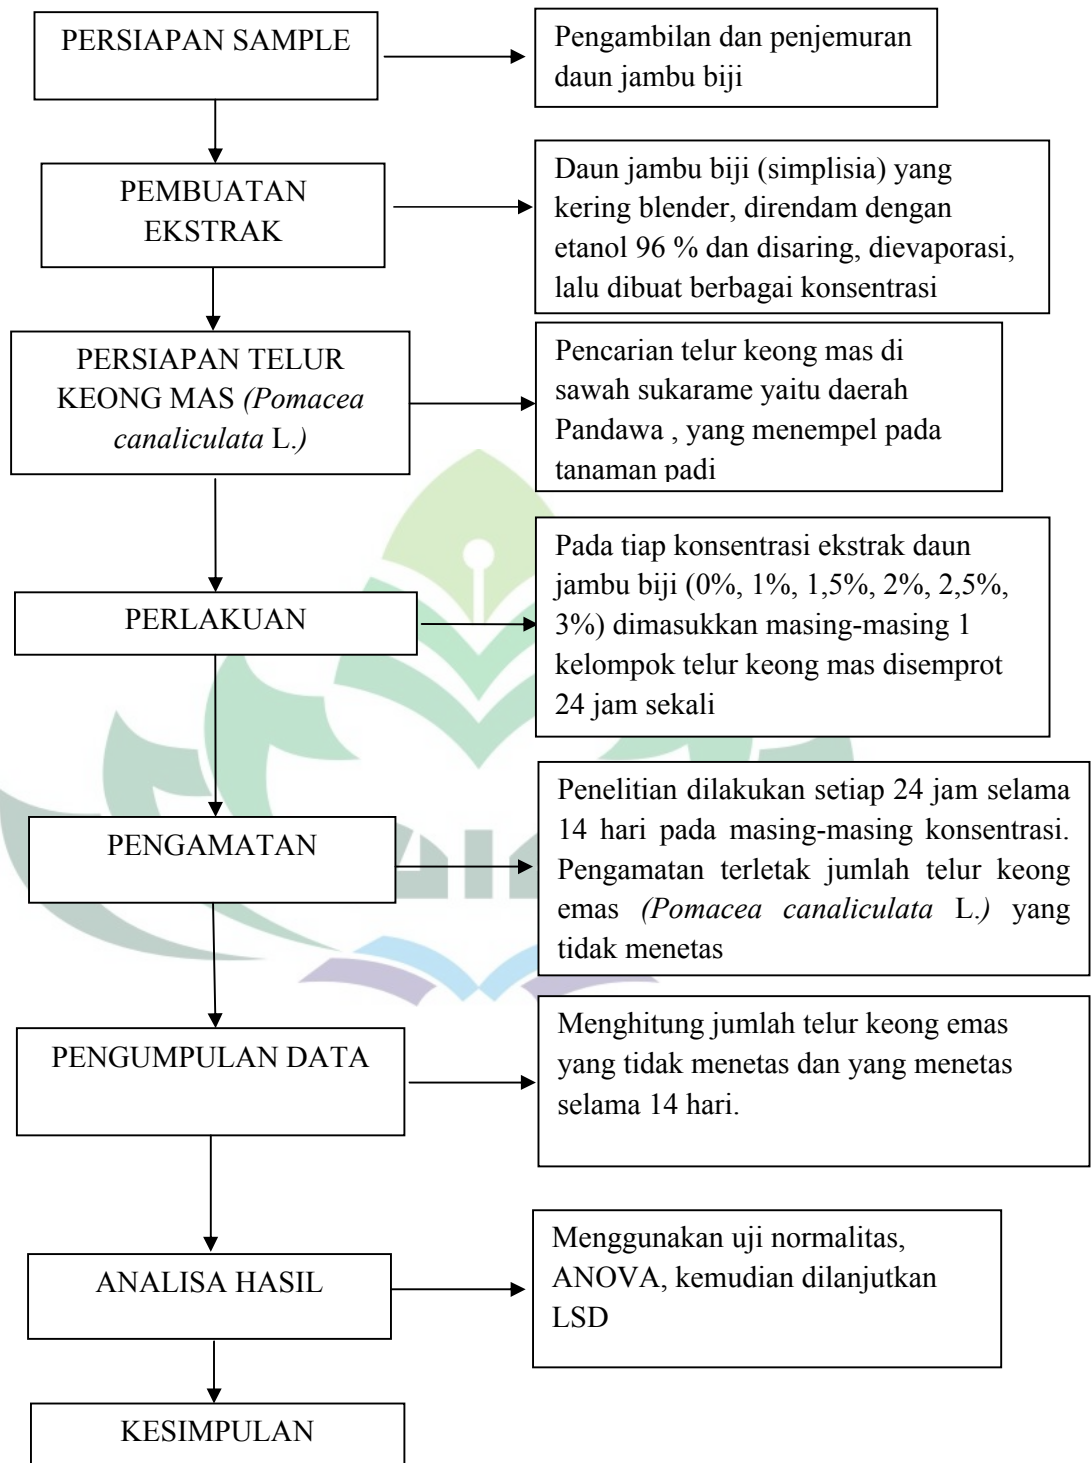 PERSIAPAN SAMPLE
Pengambilan dan penjemuran
daun jambu biji
PEMBUATAN
EKSTRAK
Daun jambu biji (simplisia) yang
kering blender, direndam dengan
etanol 96 % dan disaring, dievaporasi,
lalu dibuat berbagai konsentrasi
PERSIAPAN TELUR
KEONG MAS (Pomacea
canaliculata L.)
Pencarian telur keong mas di
sawah sukarame yaitu daerah
Pandawa , yang menempel pada
tanaman padi
PERLAKUAN
Pada tiap konsentrasi ekstrak daun
jambu biji (0%, 1%, 1,5%, 2%, 2,5%,
3%) dimasukkan masing-masing 1
kelompok telur keong mas disemprot
24 jam sekali
PENGAMATAN
Penelitian dilakukan setiap 24 jam selama
14 hari pada masing-masing konsentrasi.
Pengamatan terletak jumlah telur keong
emas (Pomacea canaliculata L.) yang
tidak menetas
PENGUMPULAN DATA
Menghitung jumlah telur keong emas
yang tidak menetas dan yang menetas
selama 14 hari.
ANALISA HASIL
Menggunakan uji normalitas,
ANOVA, kemudian dilanjutkan
LSD
KESIMPULAN